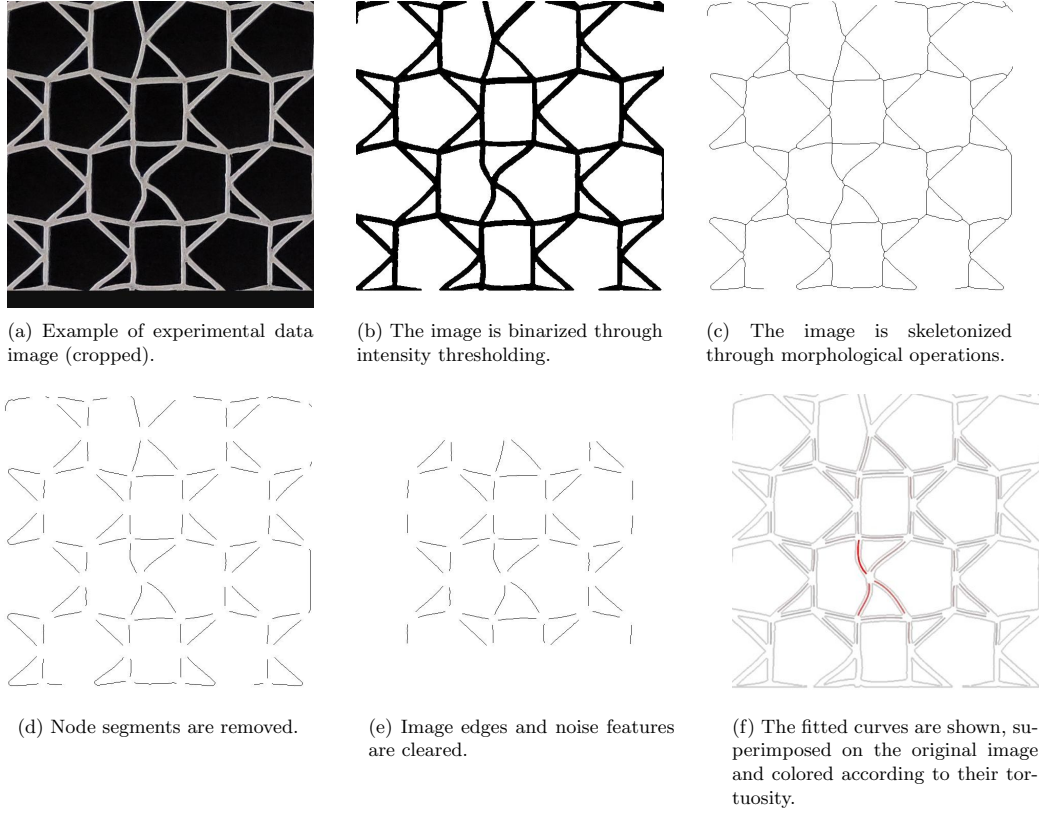 (a) Example of experimental data
image (cropped).
(b) The image is binarized through
intensity thresholding.
(c) The image is skeletonized
through morphological operations.
(d) Node segments are removed.
(e) Image edges and noise features
are cleared.
(f) The fitted curves are shown, su-
perimposed on the original image
and colored according to their tor-
tuosity.